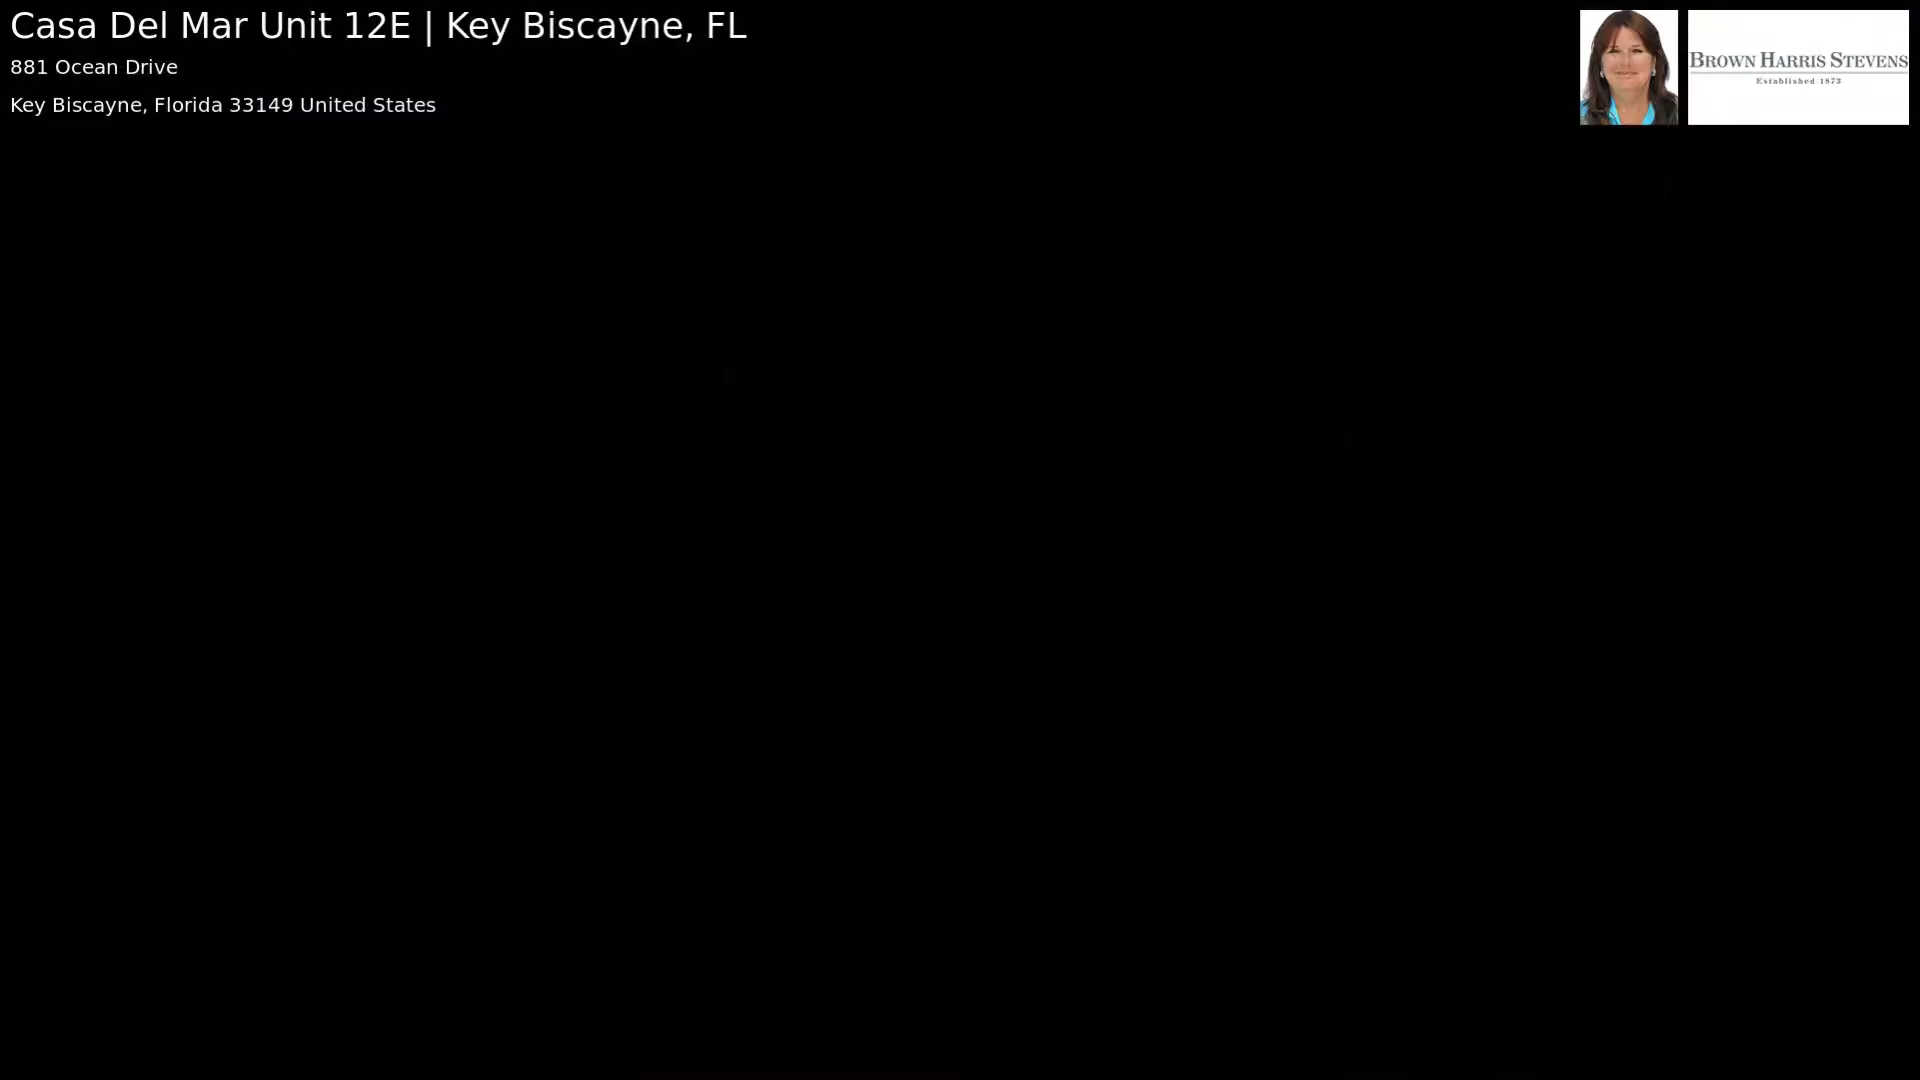 Casa Del Mar Unit 12E | Key Biscayne, FL
881 Ocean Drive
Key Biscayne, Florida 33149 United States
BROWN HARRIS STEVENS
Established 1873